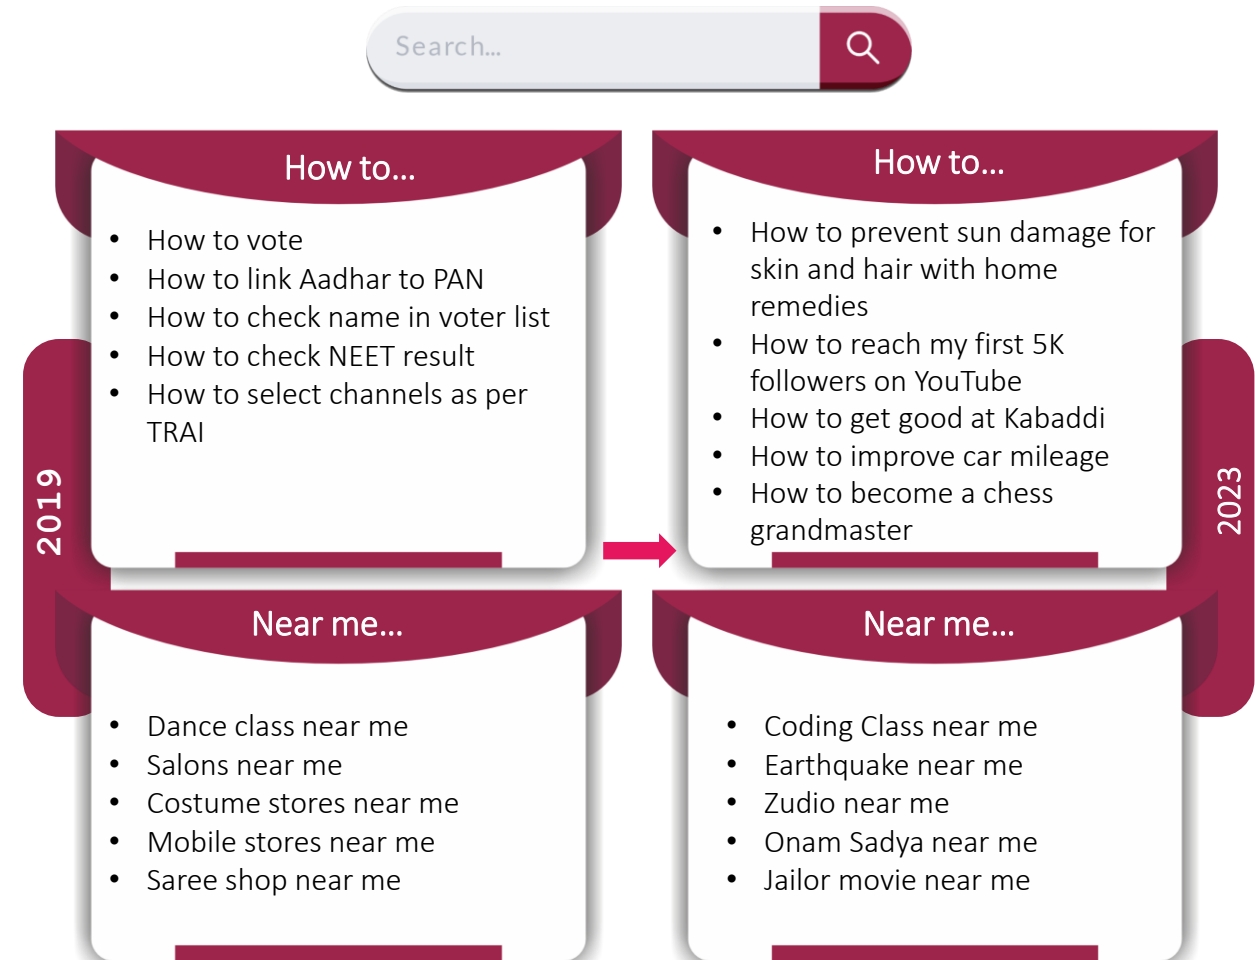 Search...
How to...
• How to vote
• How to link Aadhar to PAN
• How to check name in voter list
• How to check NEET result
• How to select channels as per
TRAI
2019
How to...
• How to prevent sun damage for
skin and hair with home
remedies
• How to reach my first 5K
followers on YouTube
• How to get good at Kabaddi
• How to improve car mileage
• How to become a chess
grandmaster
2023
Near me...
• Dance class near me
• Salons near me
• Costume stores near me
• Mobile stores near me
• Saree shop near me
Near me...
• Coding Class near me
• Earthquake near me
• Zudio near me
• Onam Sadya near me
• Jailor movie near me